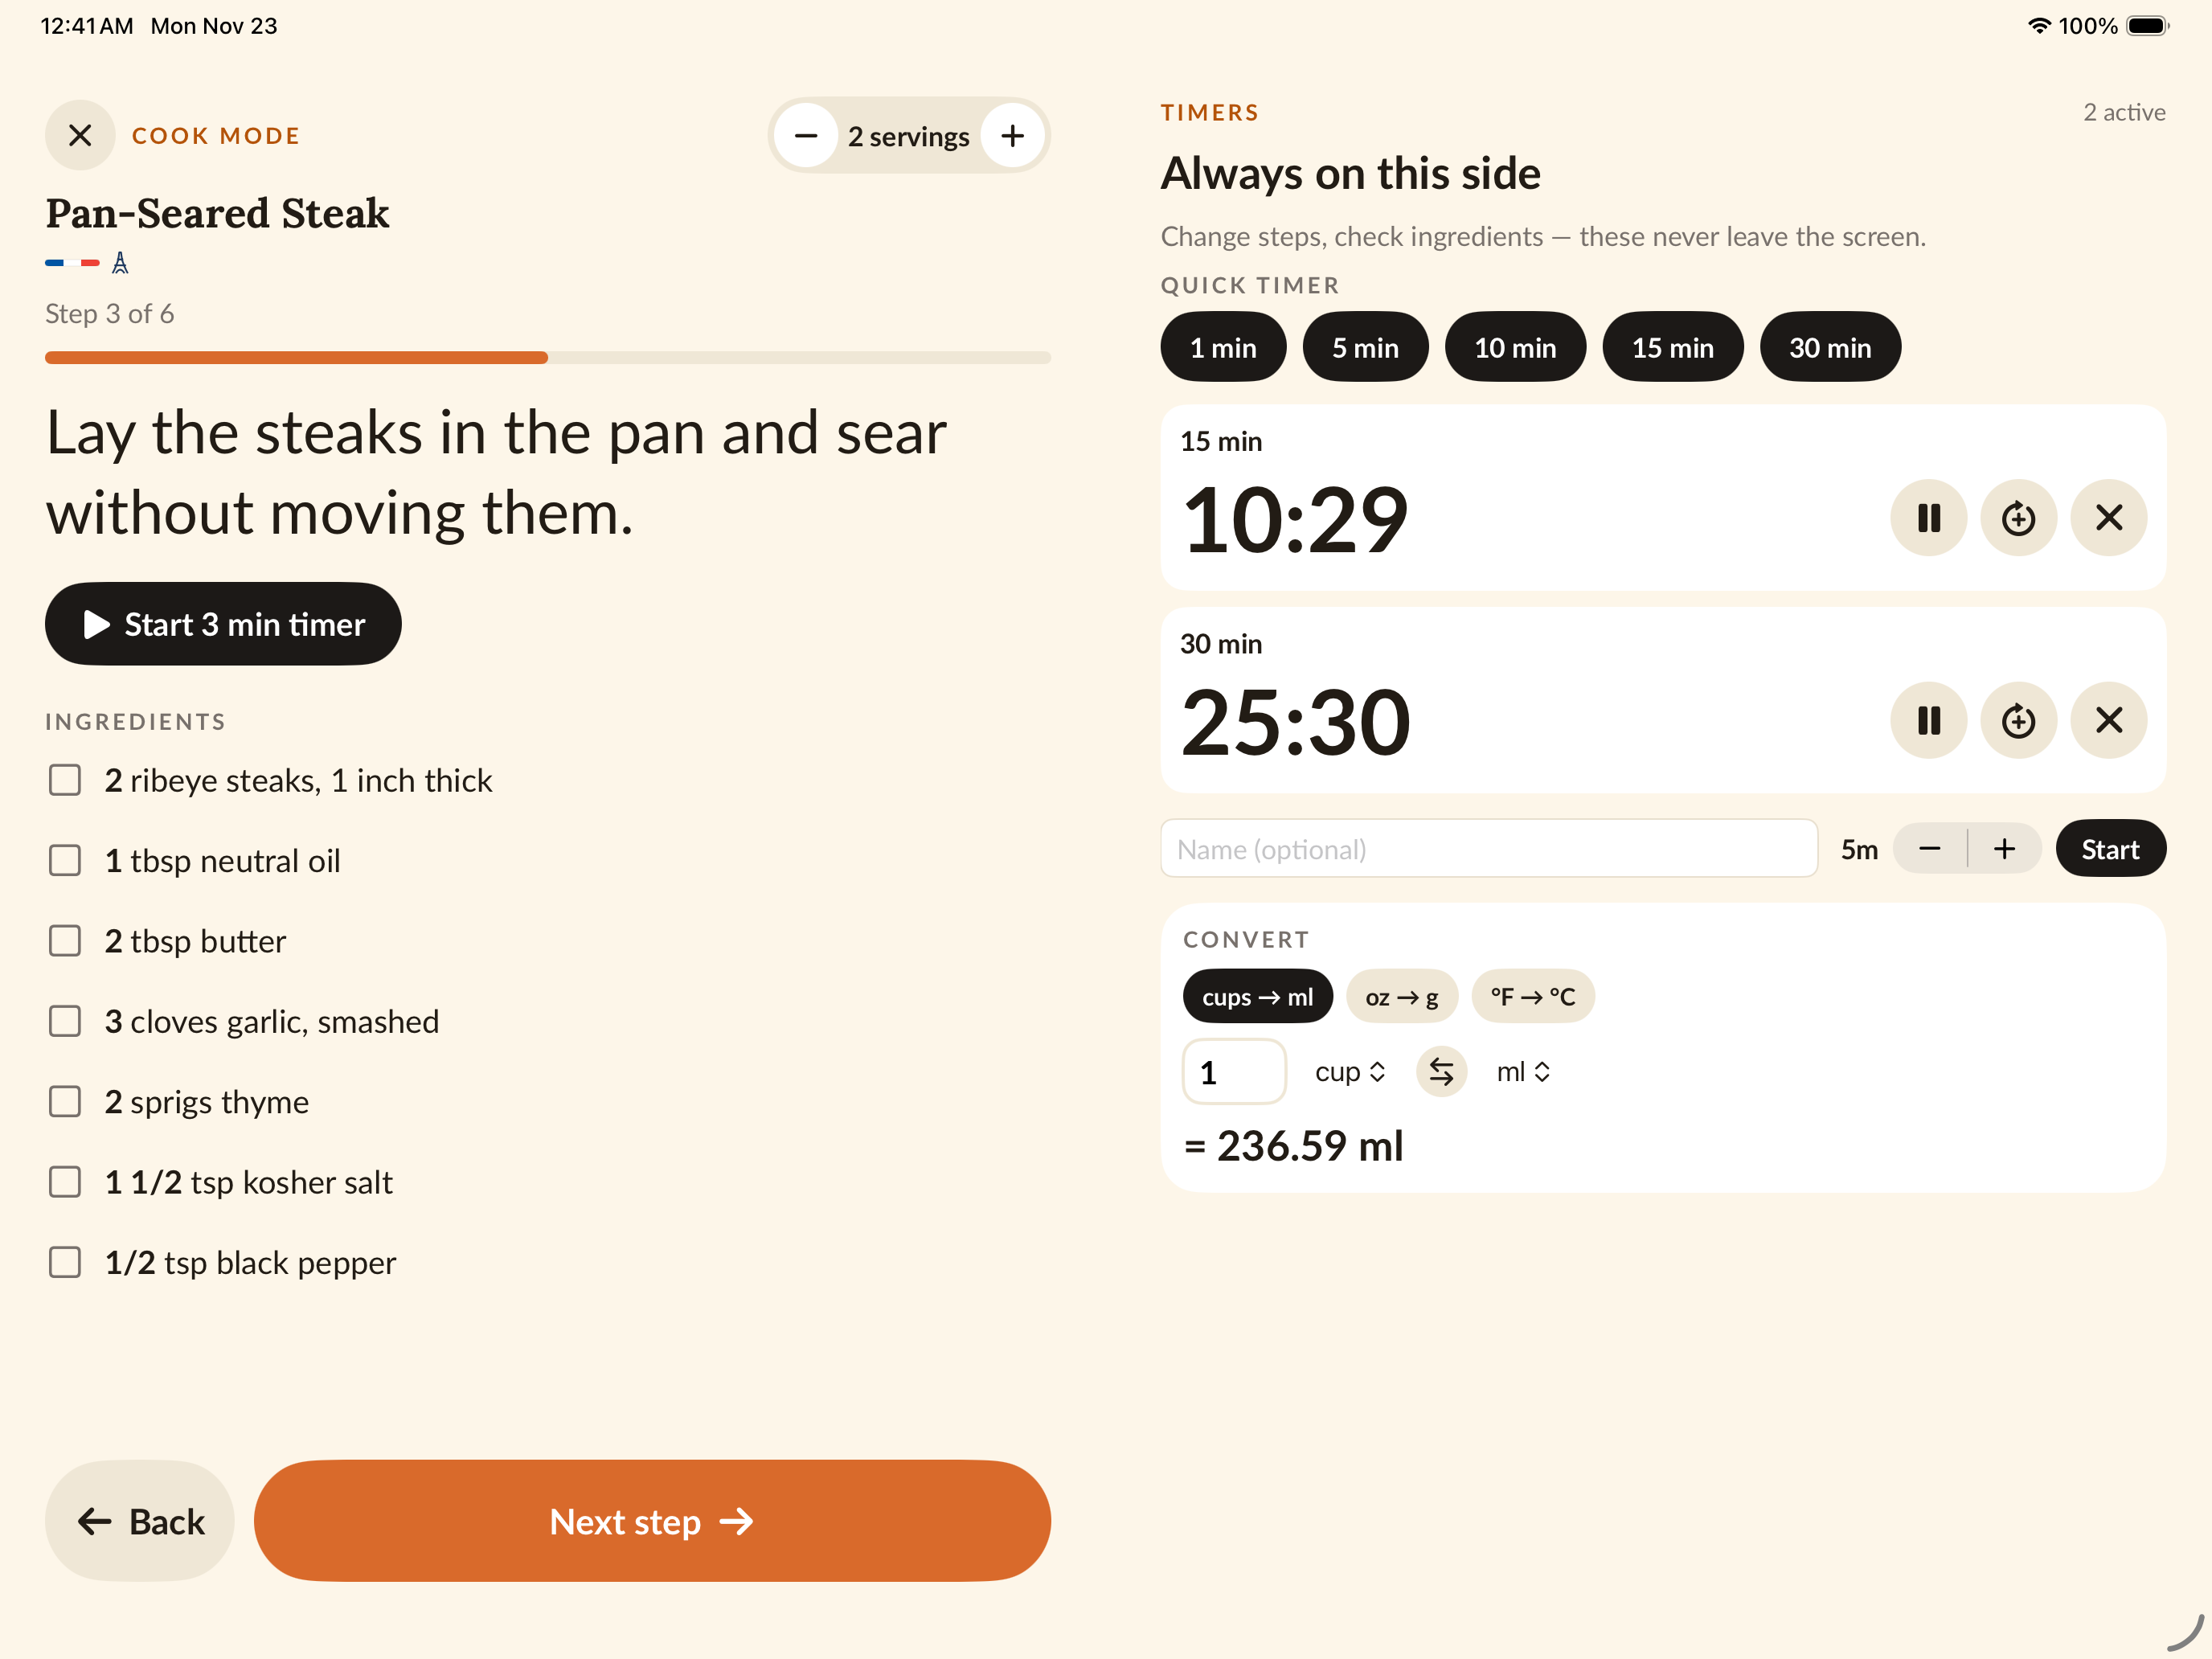 12:41 AM Mon Nov 23
100%
COOK MODE
2 servings
Pan-Seared Steak
Step 3 of 6
Lay the steaks in the pan and sear
without moving them.
Start 3 min timer
INGREDIENTS
2 ribeye steaks, 1 inch thick
1 tbsp neutral oil
2 tbsp butter
3 cloves garlic, smashed
2 sprigs thyme
1 1/2 tsp kosher salt
1/2 tsp black pepper
Back
Next step
TIMERS
2 active
Always on this side
Change steps, check ingredients — these never leave the screen.
QUICK TIMER
1 min 5 min 10 min 15 min 30 min
15 min
10:29
30 min
25:30
Name (optional) 5m Start
CONVERT
cups → ml oz → g °F → °C
1 cup ml
= 236.59 ml